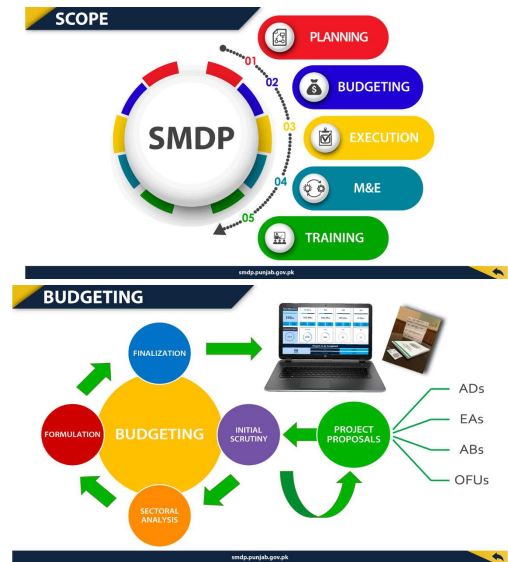 SCOPE
01
PLANNING
02
BUDGETING
03
EXECUTION
SMDP
04
M&E
05
TRAINING
smdp.punjab.gov.pk
BUDGETING
FINALIZATION
FORMULATION
BUDGETING
INITIAL
SCRUTINY
PROJECT
PROPOSALS
SECTORAL
ANALYSIS
ADs
EAs
ABs
OFUs
smdp.punjab.gov.pk